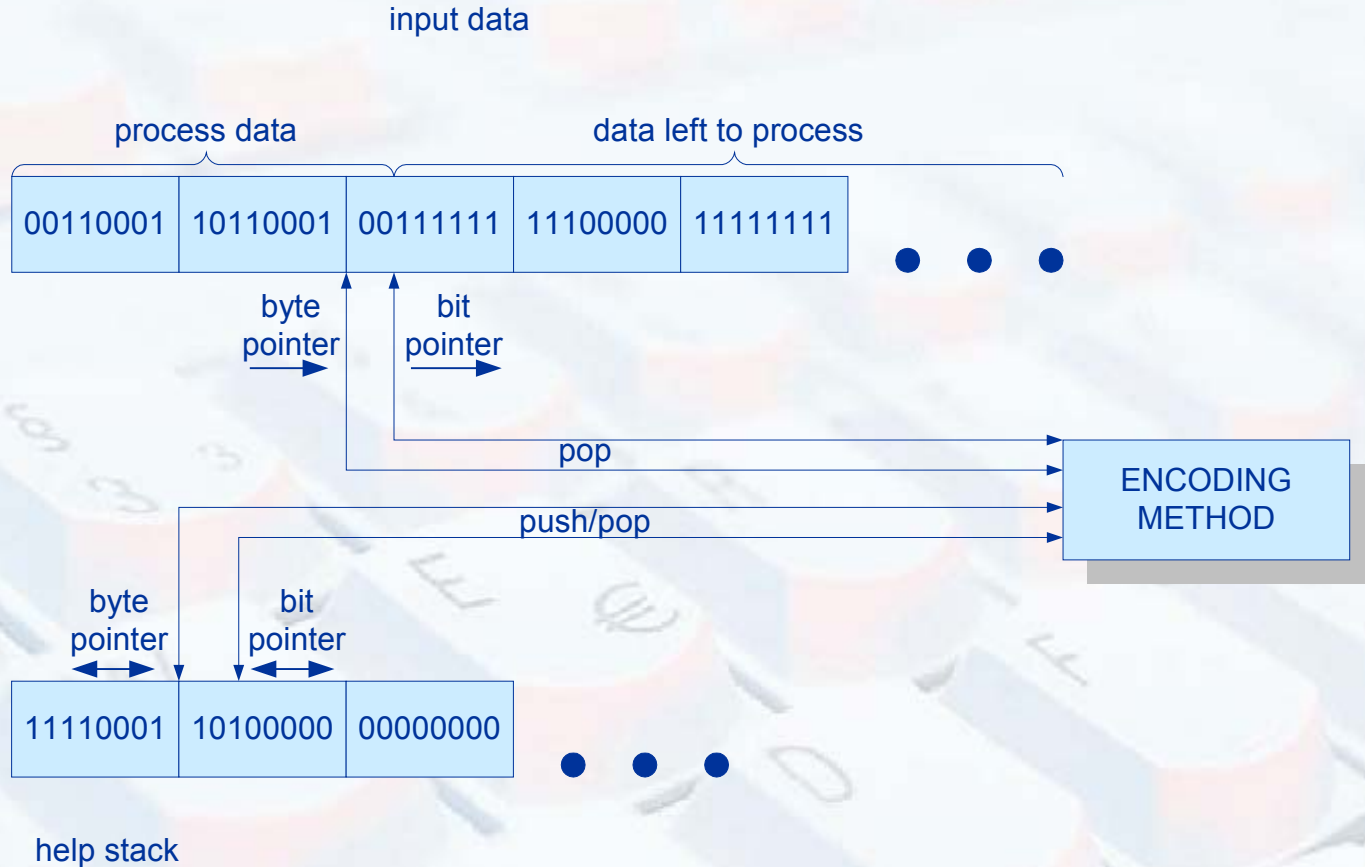 input data
process data
data left to process
00110001 10110001 00111111 11100000 11111111
byte
pointer
bit
pointer
pop
push/pop
ENCODING
METHOD
byte
pointer
bit
pointer
11110001 10100000 00000000
help stack